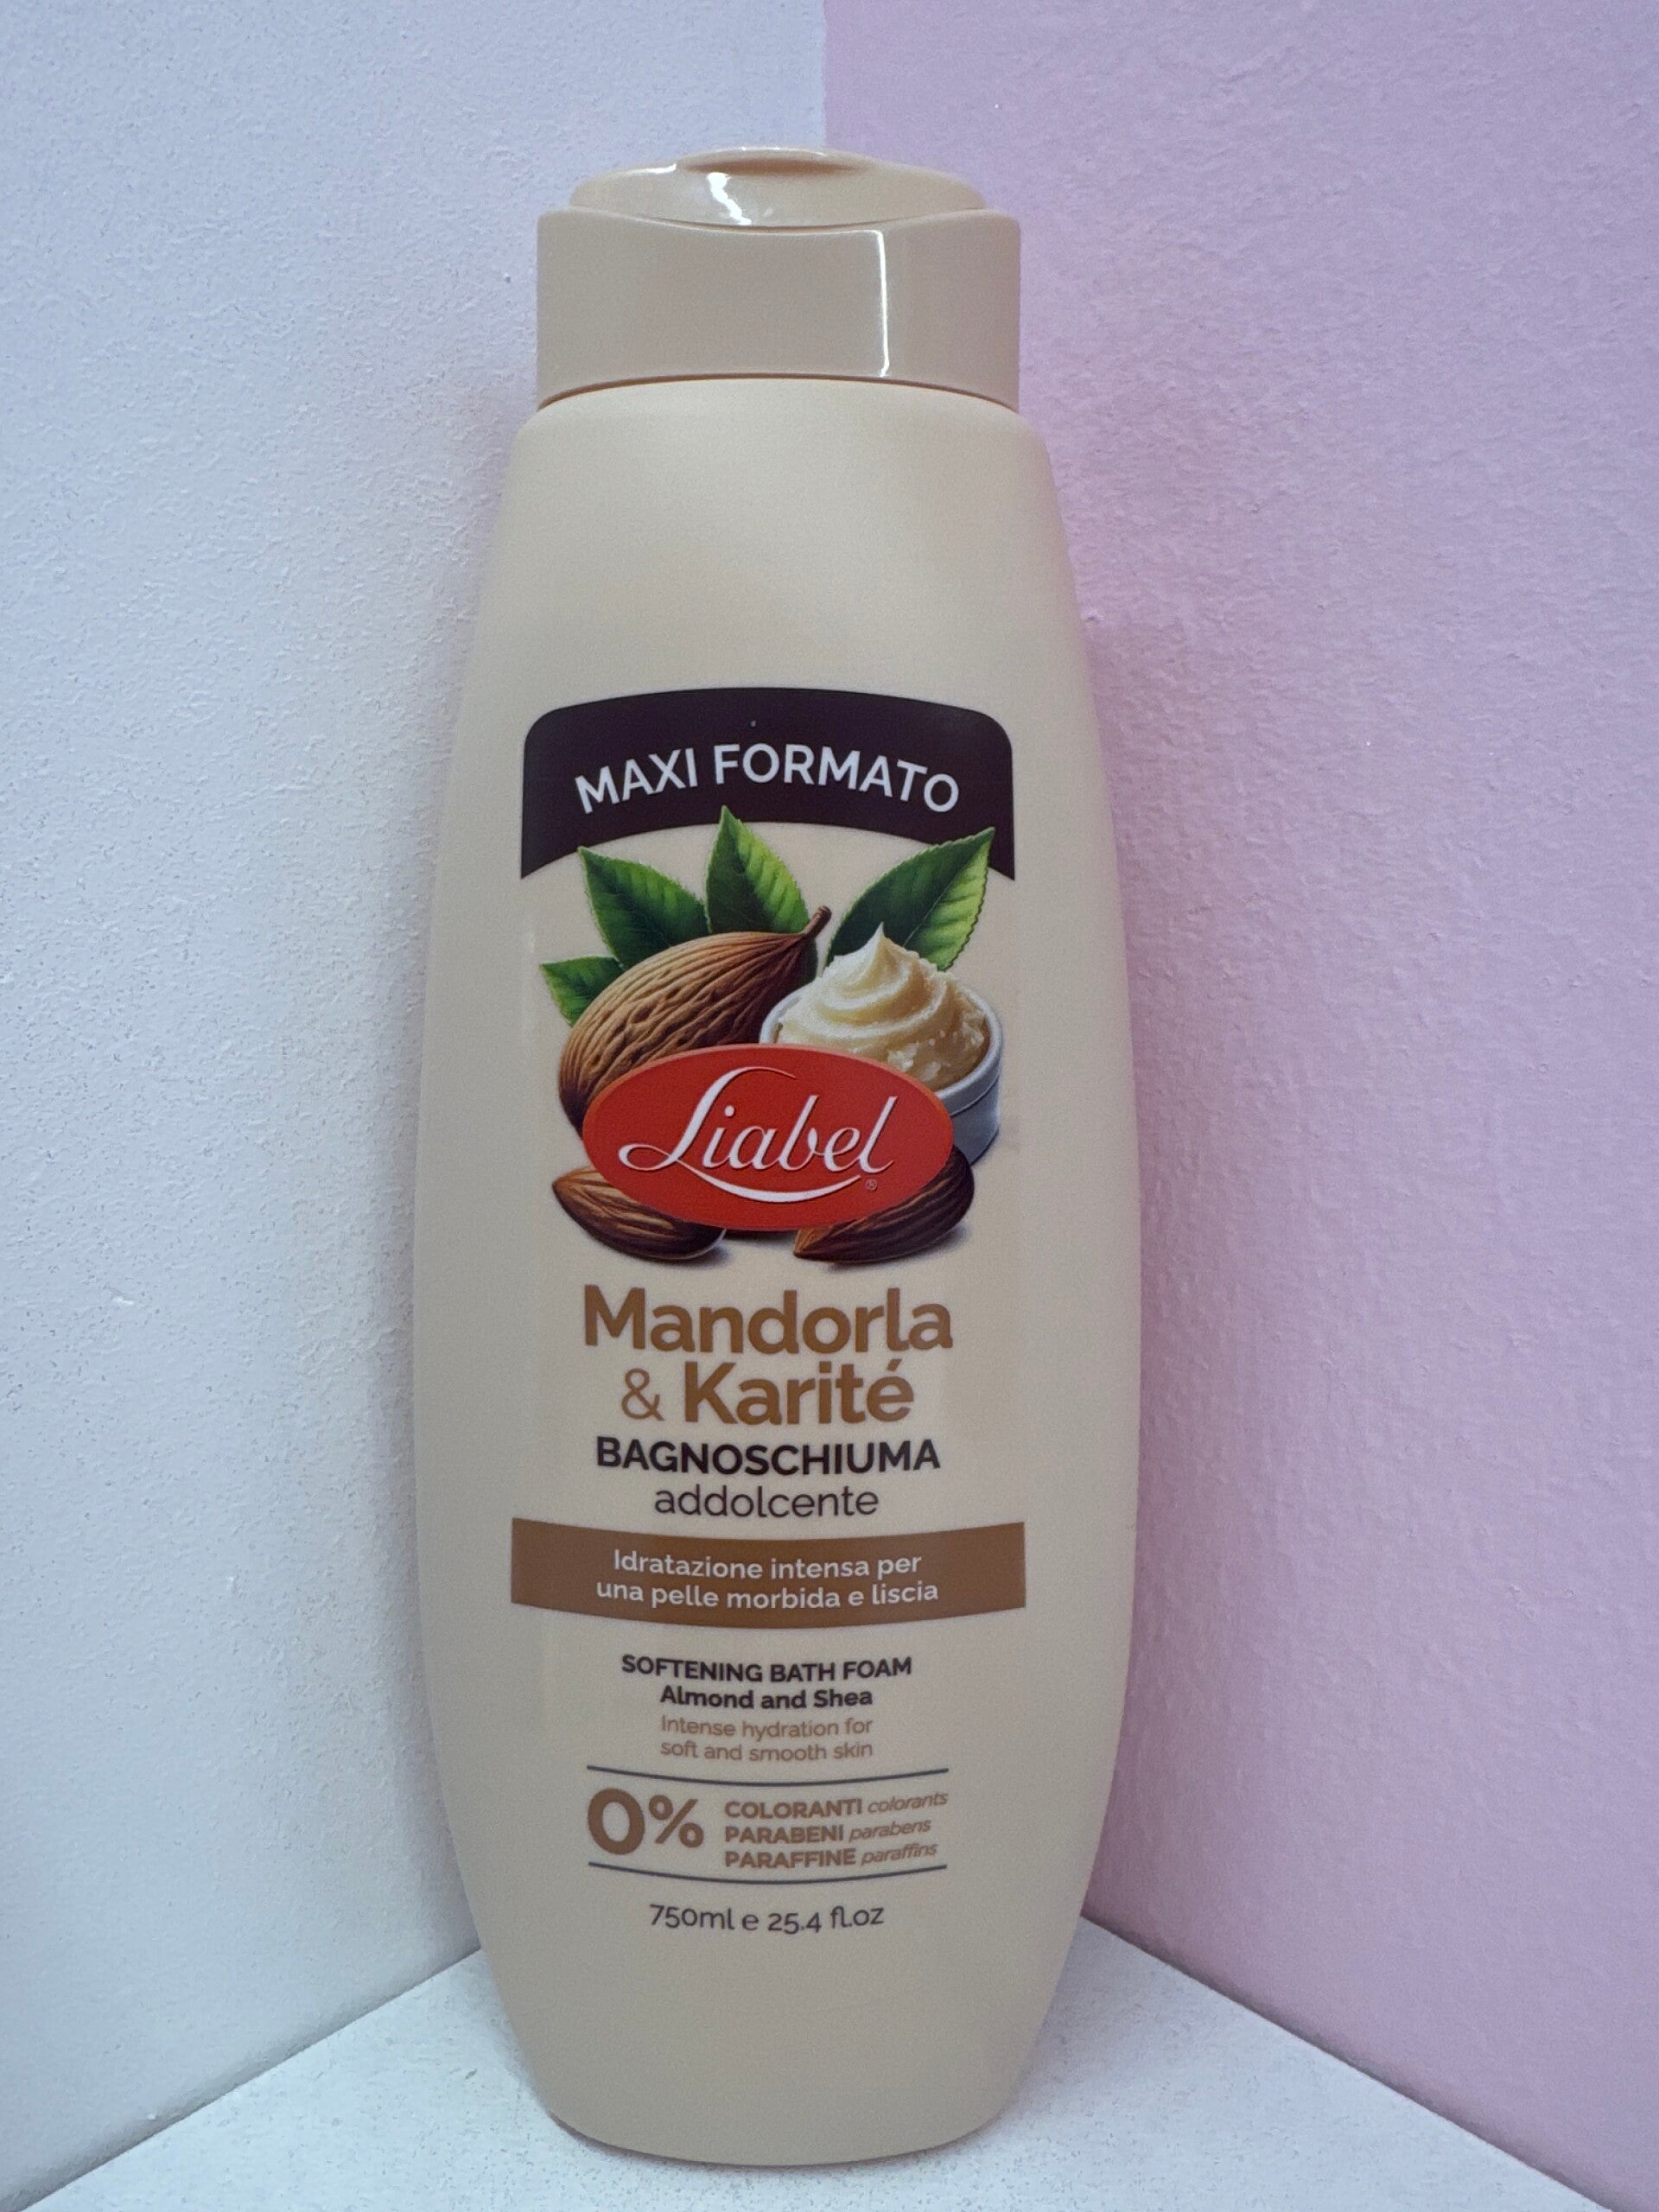 MAXI FORMATO
Liabel®
Mandorla
& Karité
BAGNOSCHIUMA
addolcente
Idratazione intensa per
una pelle morbida e liscia
SOFTENING BATH FOAM
Almond and Shea
Intense hydration for
soft and smooth skin
0% COLORANTI colorants
PARABENI parabens
PARAFFINE paraffins
750ml e 25.4 fl.oz